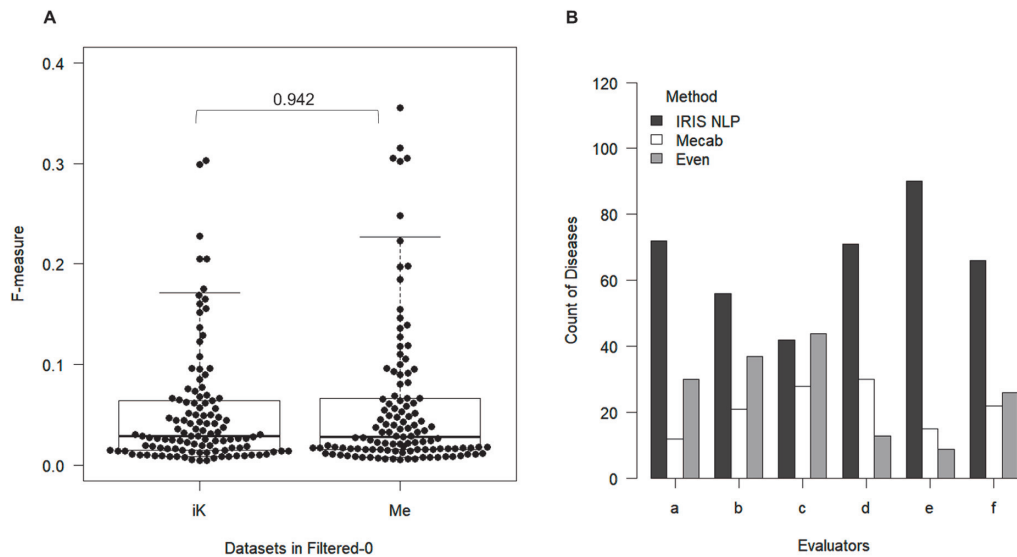 A
0.4
0.3
0.2
0.1
0.0
F-measure
0.942
iK
Me
Datasets in Filtered-0
B
120
100
80
60
40
20
0
Count of Diseases
Method
IRIS NLP
Mecab
Even
a
b
c
d
e
f
Evaluators